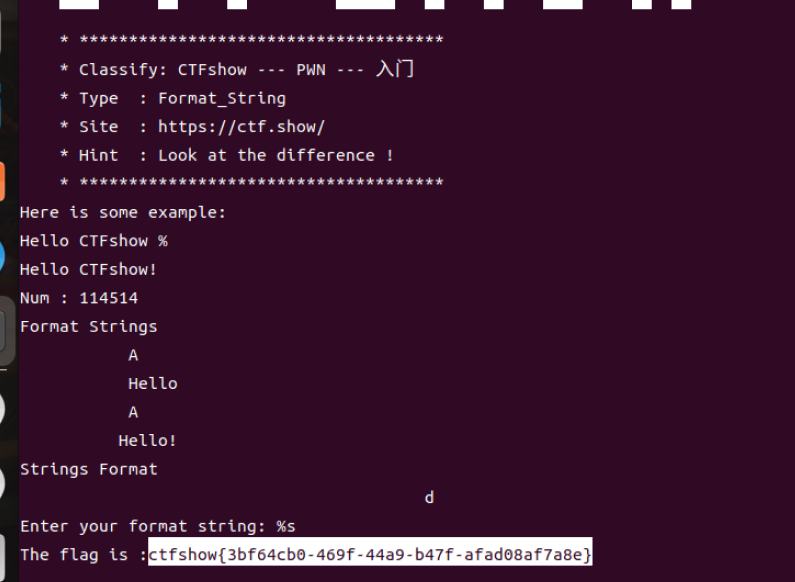 * *************************************
* Classify: CTFshow --- PWN --- 入门
* Type  : Format_String
* Site  : https://ctf.show/
* Hint  : Look at the difference !
* *************************************
Here is some example:
Hello CTFshow %
Hello CTFshow!
Num : 114514
Format Strings
A
Hello
A
Hello!
Strings Format
d
Enter your format string: %s
The flag is :ctfshow{3bf64cb0-469f-44a9-b47f-afad08af7a8e}